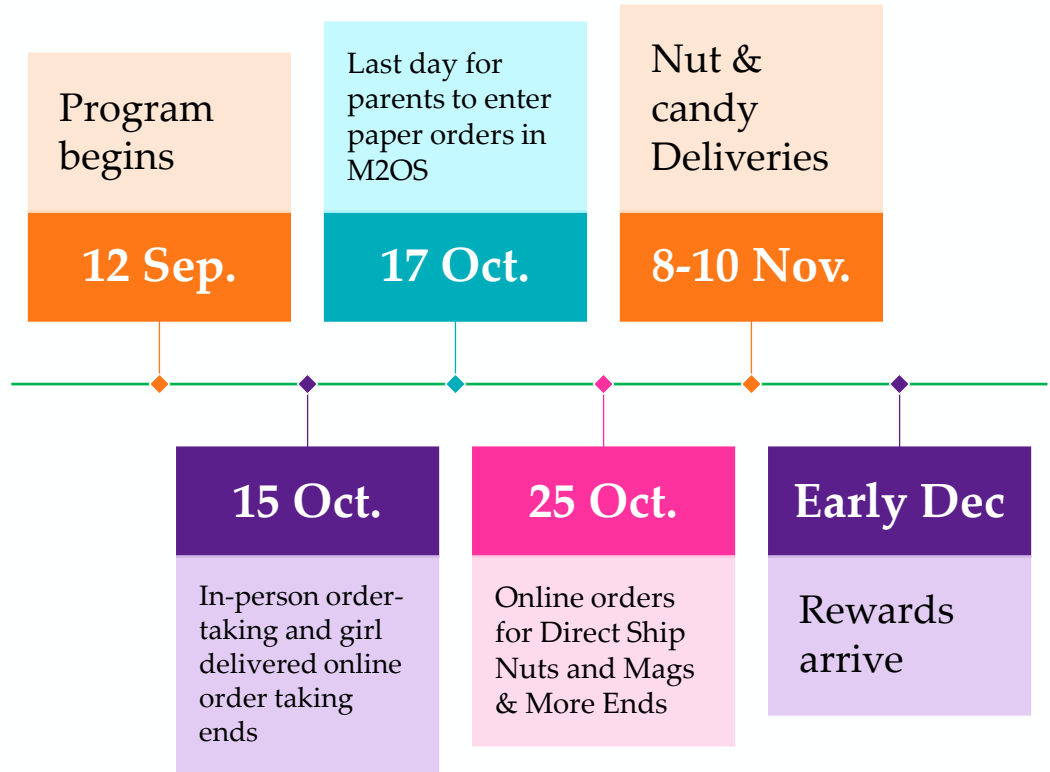 Program
begins
12 Sep.
Last day for
parents to enter
paper orders in
M2OS
17 Oct.
Nut &
candy
Deliveries
8-10 Nov.
15 Oct.
In-person order-
taking and girl
delivered online
order taking
ends
25 Oct.
Online orders
for Direct Ship
Nuts and Mags
& More Ends
Early Dec
Rewards
arrive